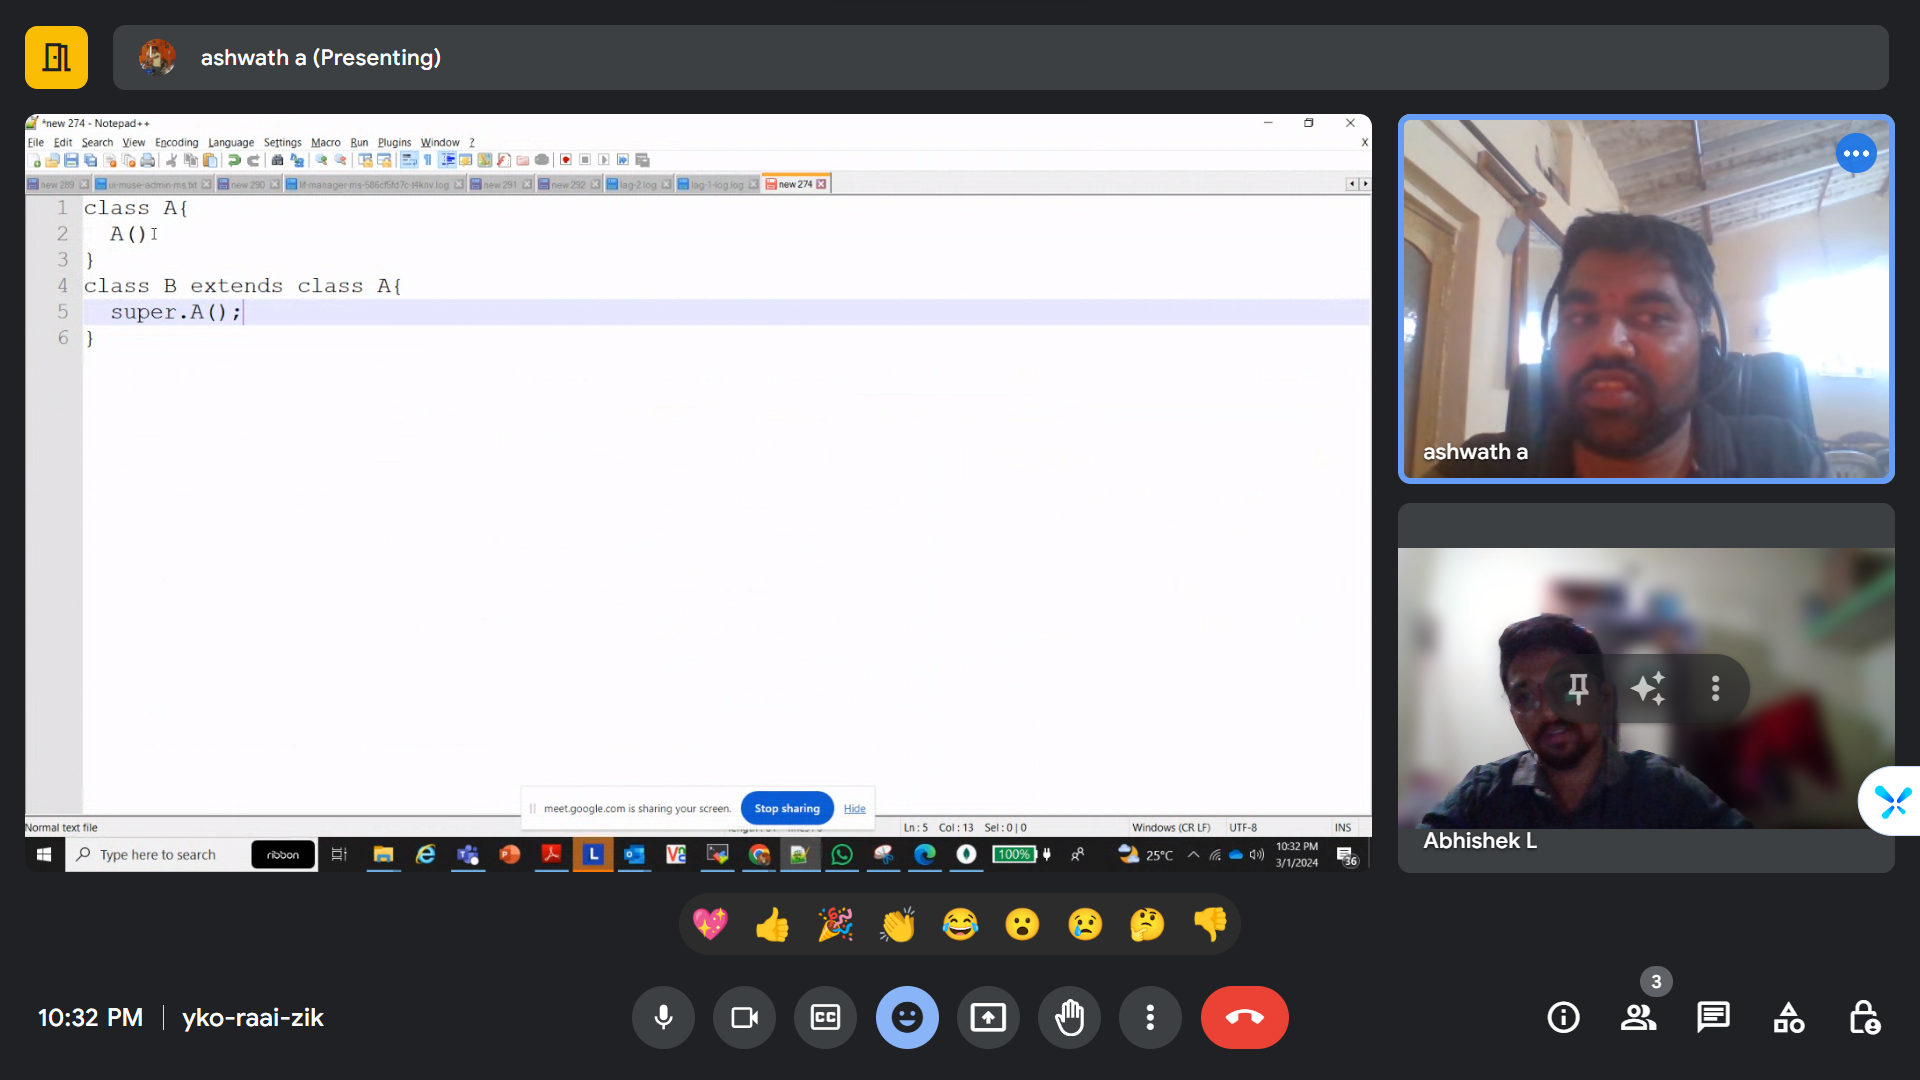 ashwath a (Presenting)
*new 274 - Notepad++
File Edit Search View Encoding Language Settings Macro Run Plugins Window ?
X
new 289 ui-muse-admin-ms.txt new 290 new 291 new 292 lag-2.log lag-1-log.log new 274
1 class A{
2 A()
3 }
4 class B extends class A{
5 super.A();
6 }
meet.google.com is sharing your screen. Stop sharing Hide
Normal text file Ln : 5 Col : 13 Sel : 0 | 0 Windows (CR LF) UTF-8 INS
Type here to search ribbon L 100% 25°C 10:32 PM
3/1/2024
36
ashwath a
Abhishek L
10:32 PM yko-raai-zik
CC
3